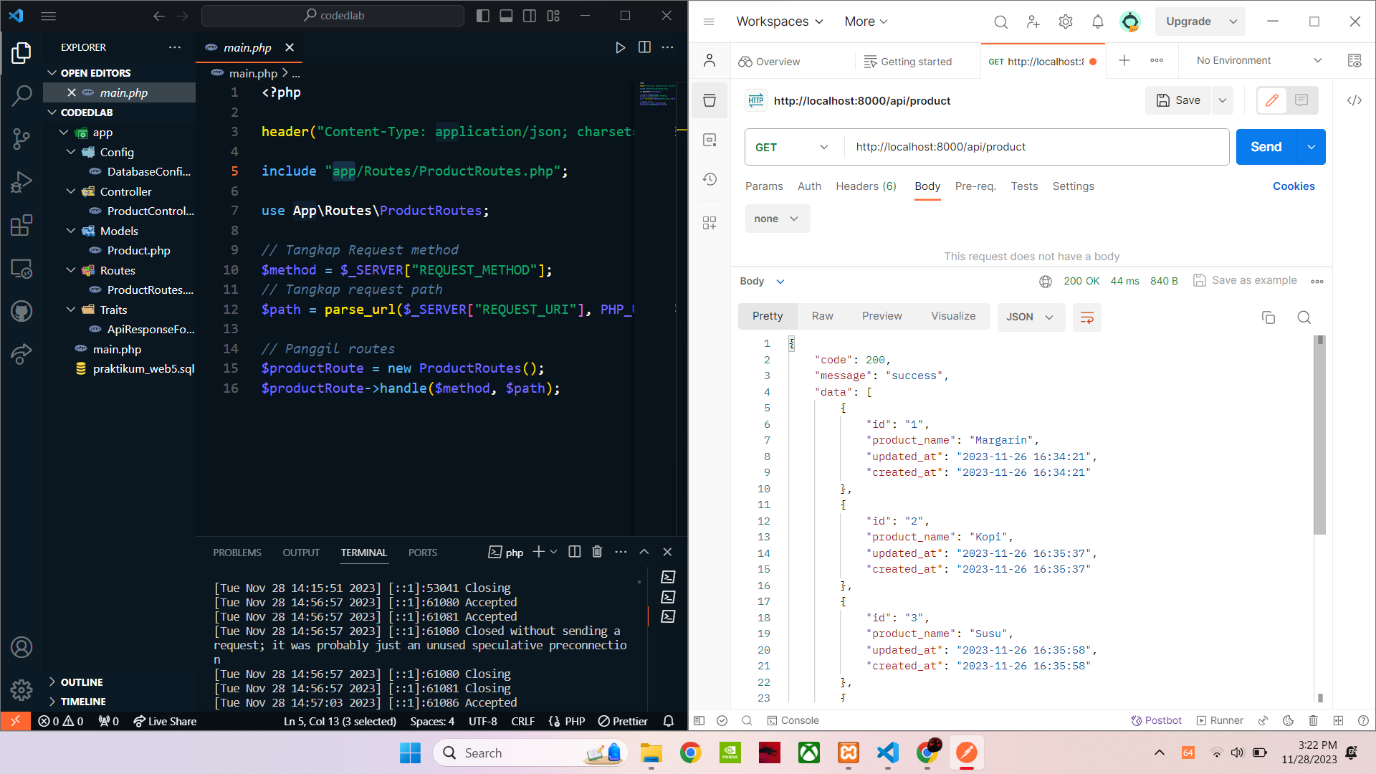 codedlab
EXPLORER
OPEN EDITORS
main.php
CODEDLAB
app
Config
DatabaseConfi...
Controller
ProductControl...
Models
Product.php
Routes
ProductRoutes....
Traits
ApiResponseFo...
main.php
praktikum_web5.sql
OUTLINE
TIMELINE
main.php
main.php > ...
1 <?php
2
3 header("Content-Type: application/json; charset=
4
5 include "app/Routes/ProductRoutes.php";
6
7 use App\Routes\ProductRoutes;
8
9 // Tangkap Request method
10 $method = $_SERVER["REQUEST_METHOD"];
11 // Tangkap request path
12 $path = parse_url($_SERVER["REQUEST_URI"], PHP_
13
14 // Panggil routes
15 $productRoute = new ProductRoutes();
16 $productRoute->handle($method, $path);
PROBLEMS OUTPUT TERMINAL PORTS php
[Tue Nov 28 14:15:51 2023] [::1]:53041 Closing
[Tue Nov 28 14:56:57 2023] [::1]:61080 Accepted
[Tue Nov 28 14:56:57 2023] [::1]:61081 Accepted
[Tue Nov 28 14:56:57 2023] [::1]:61080 Closed without sending a
request; it was probably just an unused speculative preconnectio
n
[Tue Nov 28 14:56:57 2023] [::1]:61080 Closing
[Tue Nov 28 14:56:57 2023] [::1]:61081 Closing
[Tue Nov 28 14:57:03 2023] [::1]:61086 Accepted
0 0 0 Live Share Ln 5, Col 13 (3 selected) Spaces: 4 UTF-8 CRLF PHP Prettier
Workspaces More Upgrade
Overview Getting started GET http://localhost:8 No Environment
HTTP http://localhost:8000/api/product Save
GET http://localhost:8000/api/product Send
Params Auth Headers (6) Body Pre-req. Tests Settings Cookies
none
This request does not have a body
Body 200 OK 44 ms 840 B Save as example
Pretty Raw Preview Visualize JSON
1 {
2 "code": 200,
3 "message": "success",
4 "data": [
5 {
6 "id": "1",
7 "product_name": "Margarin",
8 "updated_at": "2023-11-26 16:34:21",
9 "created_at": "2023-11-26 16:34:21"
10 },
11 {
12 "id": "2",
13 "product_name": "Kopi",
14 "updated_at": "2023-11-26 16:35:37",
15 "created_at": "2023-11-26 16:35:37"
16 },
17 {
18 "id": "3",
19 "product_name": "Susu",
20 "updated_at": "2023-11-26 16:35:58",
21 "created_at": "2023-11-26 16:35:58"
22 },
23 {
Console Postbot Runner
Search 64 3:22 PM
11/28/2023